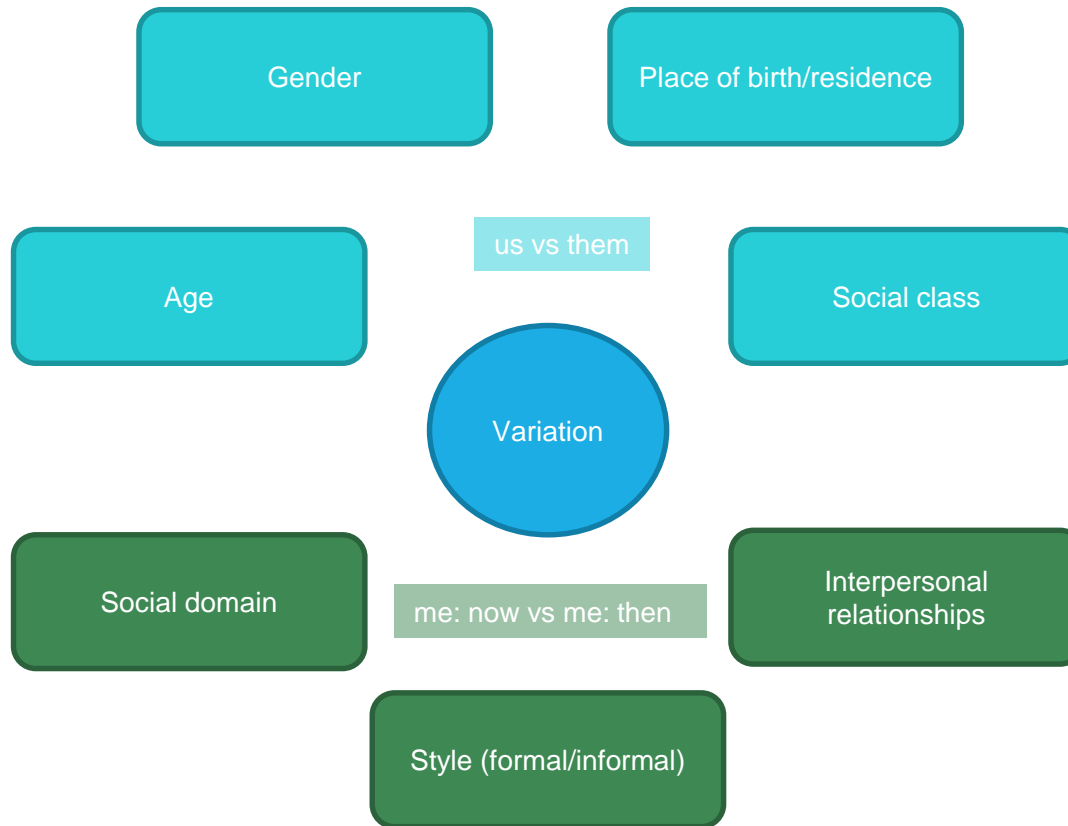 Gender
Place of birth/residence
us vs them
Age
Social class
Variation
Social domain
me: now vs me: then
Interpersonal
relationships
Style (formal/informal)